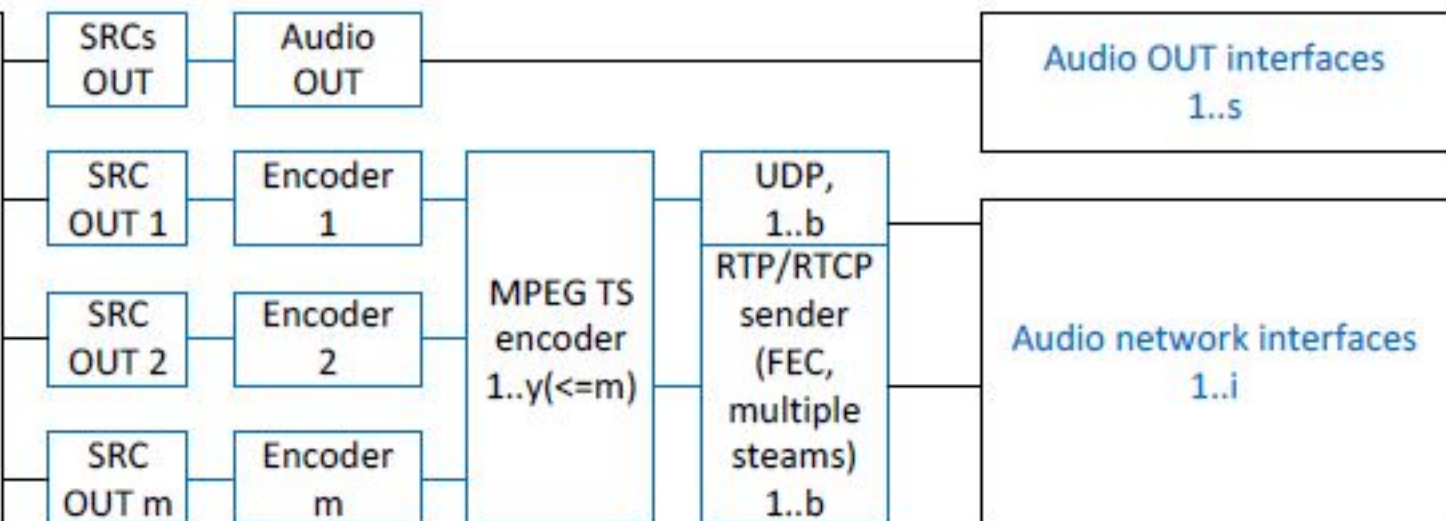 SRCs
OUT
Audio
OUT
Audio OUT interfaces
1..s
SRC
OUT 1
Encoder
1
UDP,
1..b
SRC
OUT 2
Encoder
2
MPEG TS
encoder
1..y(<=m)
RTP/RTCP
sender
(FEC,
multiple
steams)
1..b
Audio network interfaces
1..i
SRC
OUT m
Encoder
m